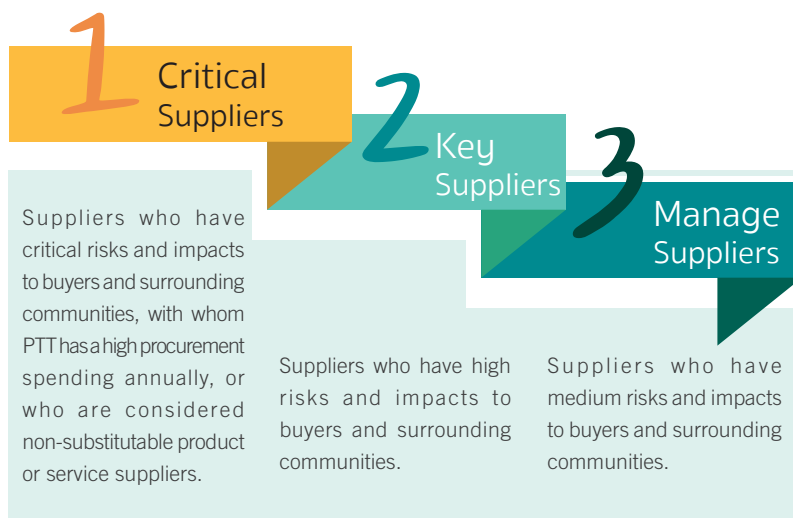 1
Critical
Suppliers
Suppliers who have
critical risks and impacts
to buyers and surrounding
communities, with whom
PTT has a high procurement
spending annually, or
who are considered
non-substitutable product
or service suppliers.
2
Key
Suppliers
Suppliers who have high
risks and impacts to
buyers and surrounding
communities.
3
Manage
Suppliers
Suppliers who have
medium risks and impacts
to buyers and surrounding
communities.